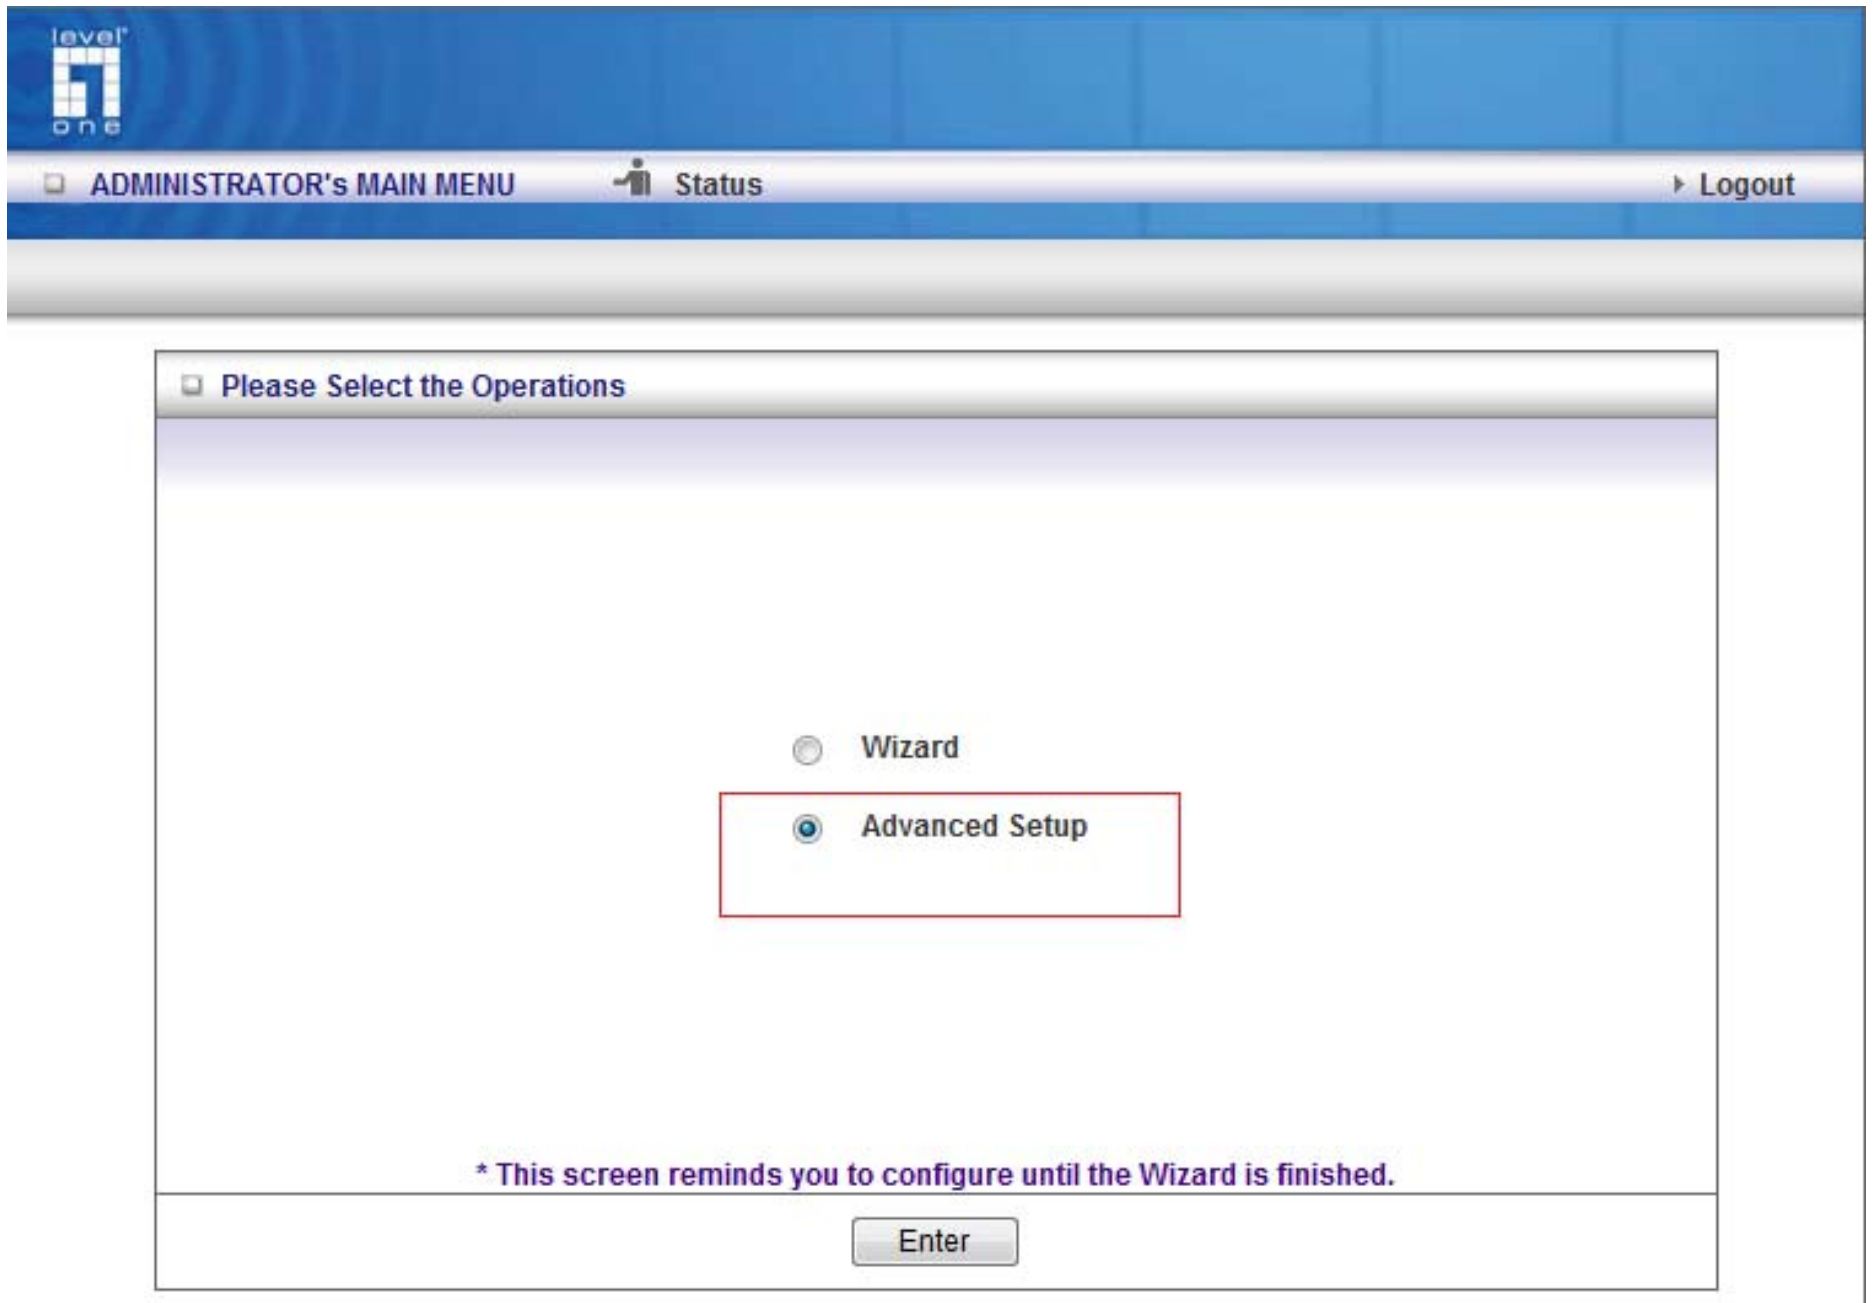 level
one
ADMINISTRATOR's MAIN MENU Status Logout
Please Select the Operations
Wizard
Advanced Setup
* This screen reminds you to configure until the Wizard is finished.
Enter